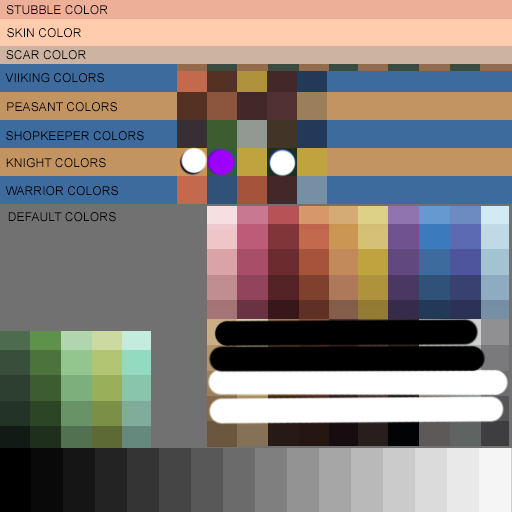 STUBBLE COLOR
SKIN COLOR
SCAR COLOR
VIIKING COLORS
PEASANT COLORS
SHOPKEEPER COLORS
KNIGHT COLORS
WARRIOR COLORS
DEFAULT COLORS